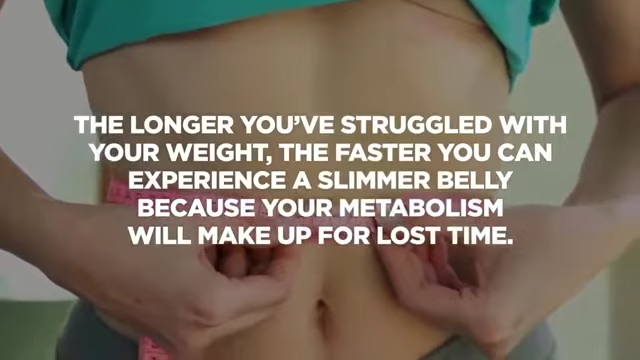 THE LONGER YOU'VE STRUGGLED WITH
YOUR WEIGHT, THE FASTER YOU CAN
EXPERIENCE A SLIMMER BELLY
BECAUSE YOUR METABOLISM
WILL MAKE UP FOR LOST TIME.